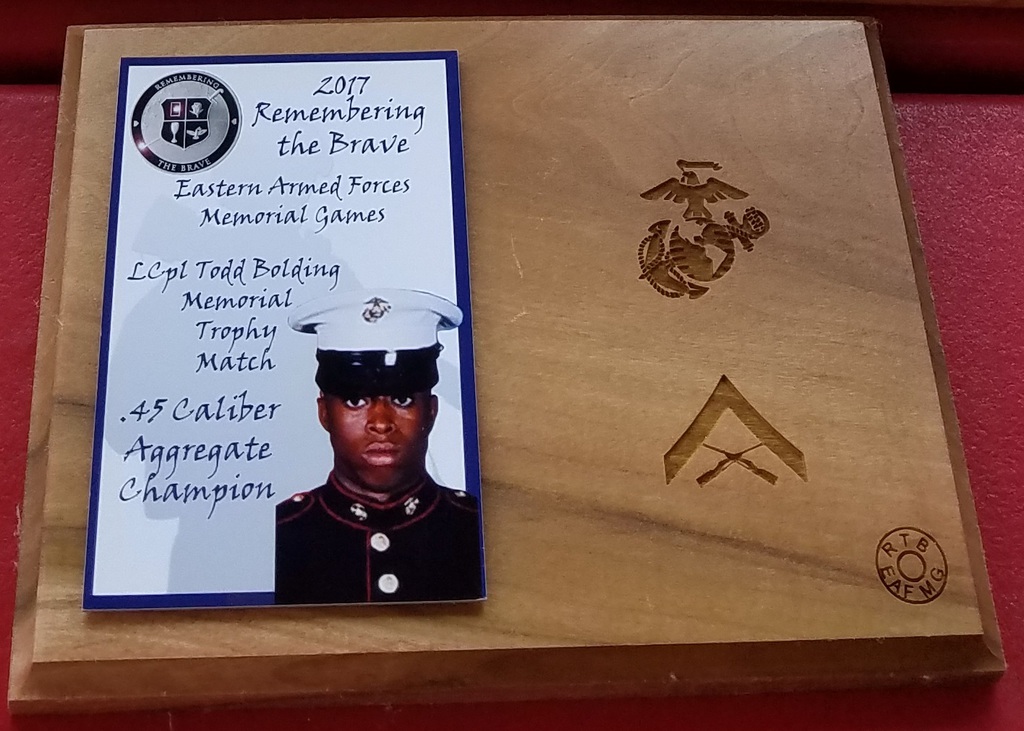 REMEMBERING
THE BRAVE
2017
Remembering
the Brave
Eastern Armed Forces
Memorial Games
LCpl Todd Bolding
Memorial
Trophy
Match
.45 Caliber
Aggregate
Champion
RTB
EAFMG